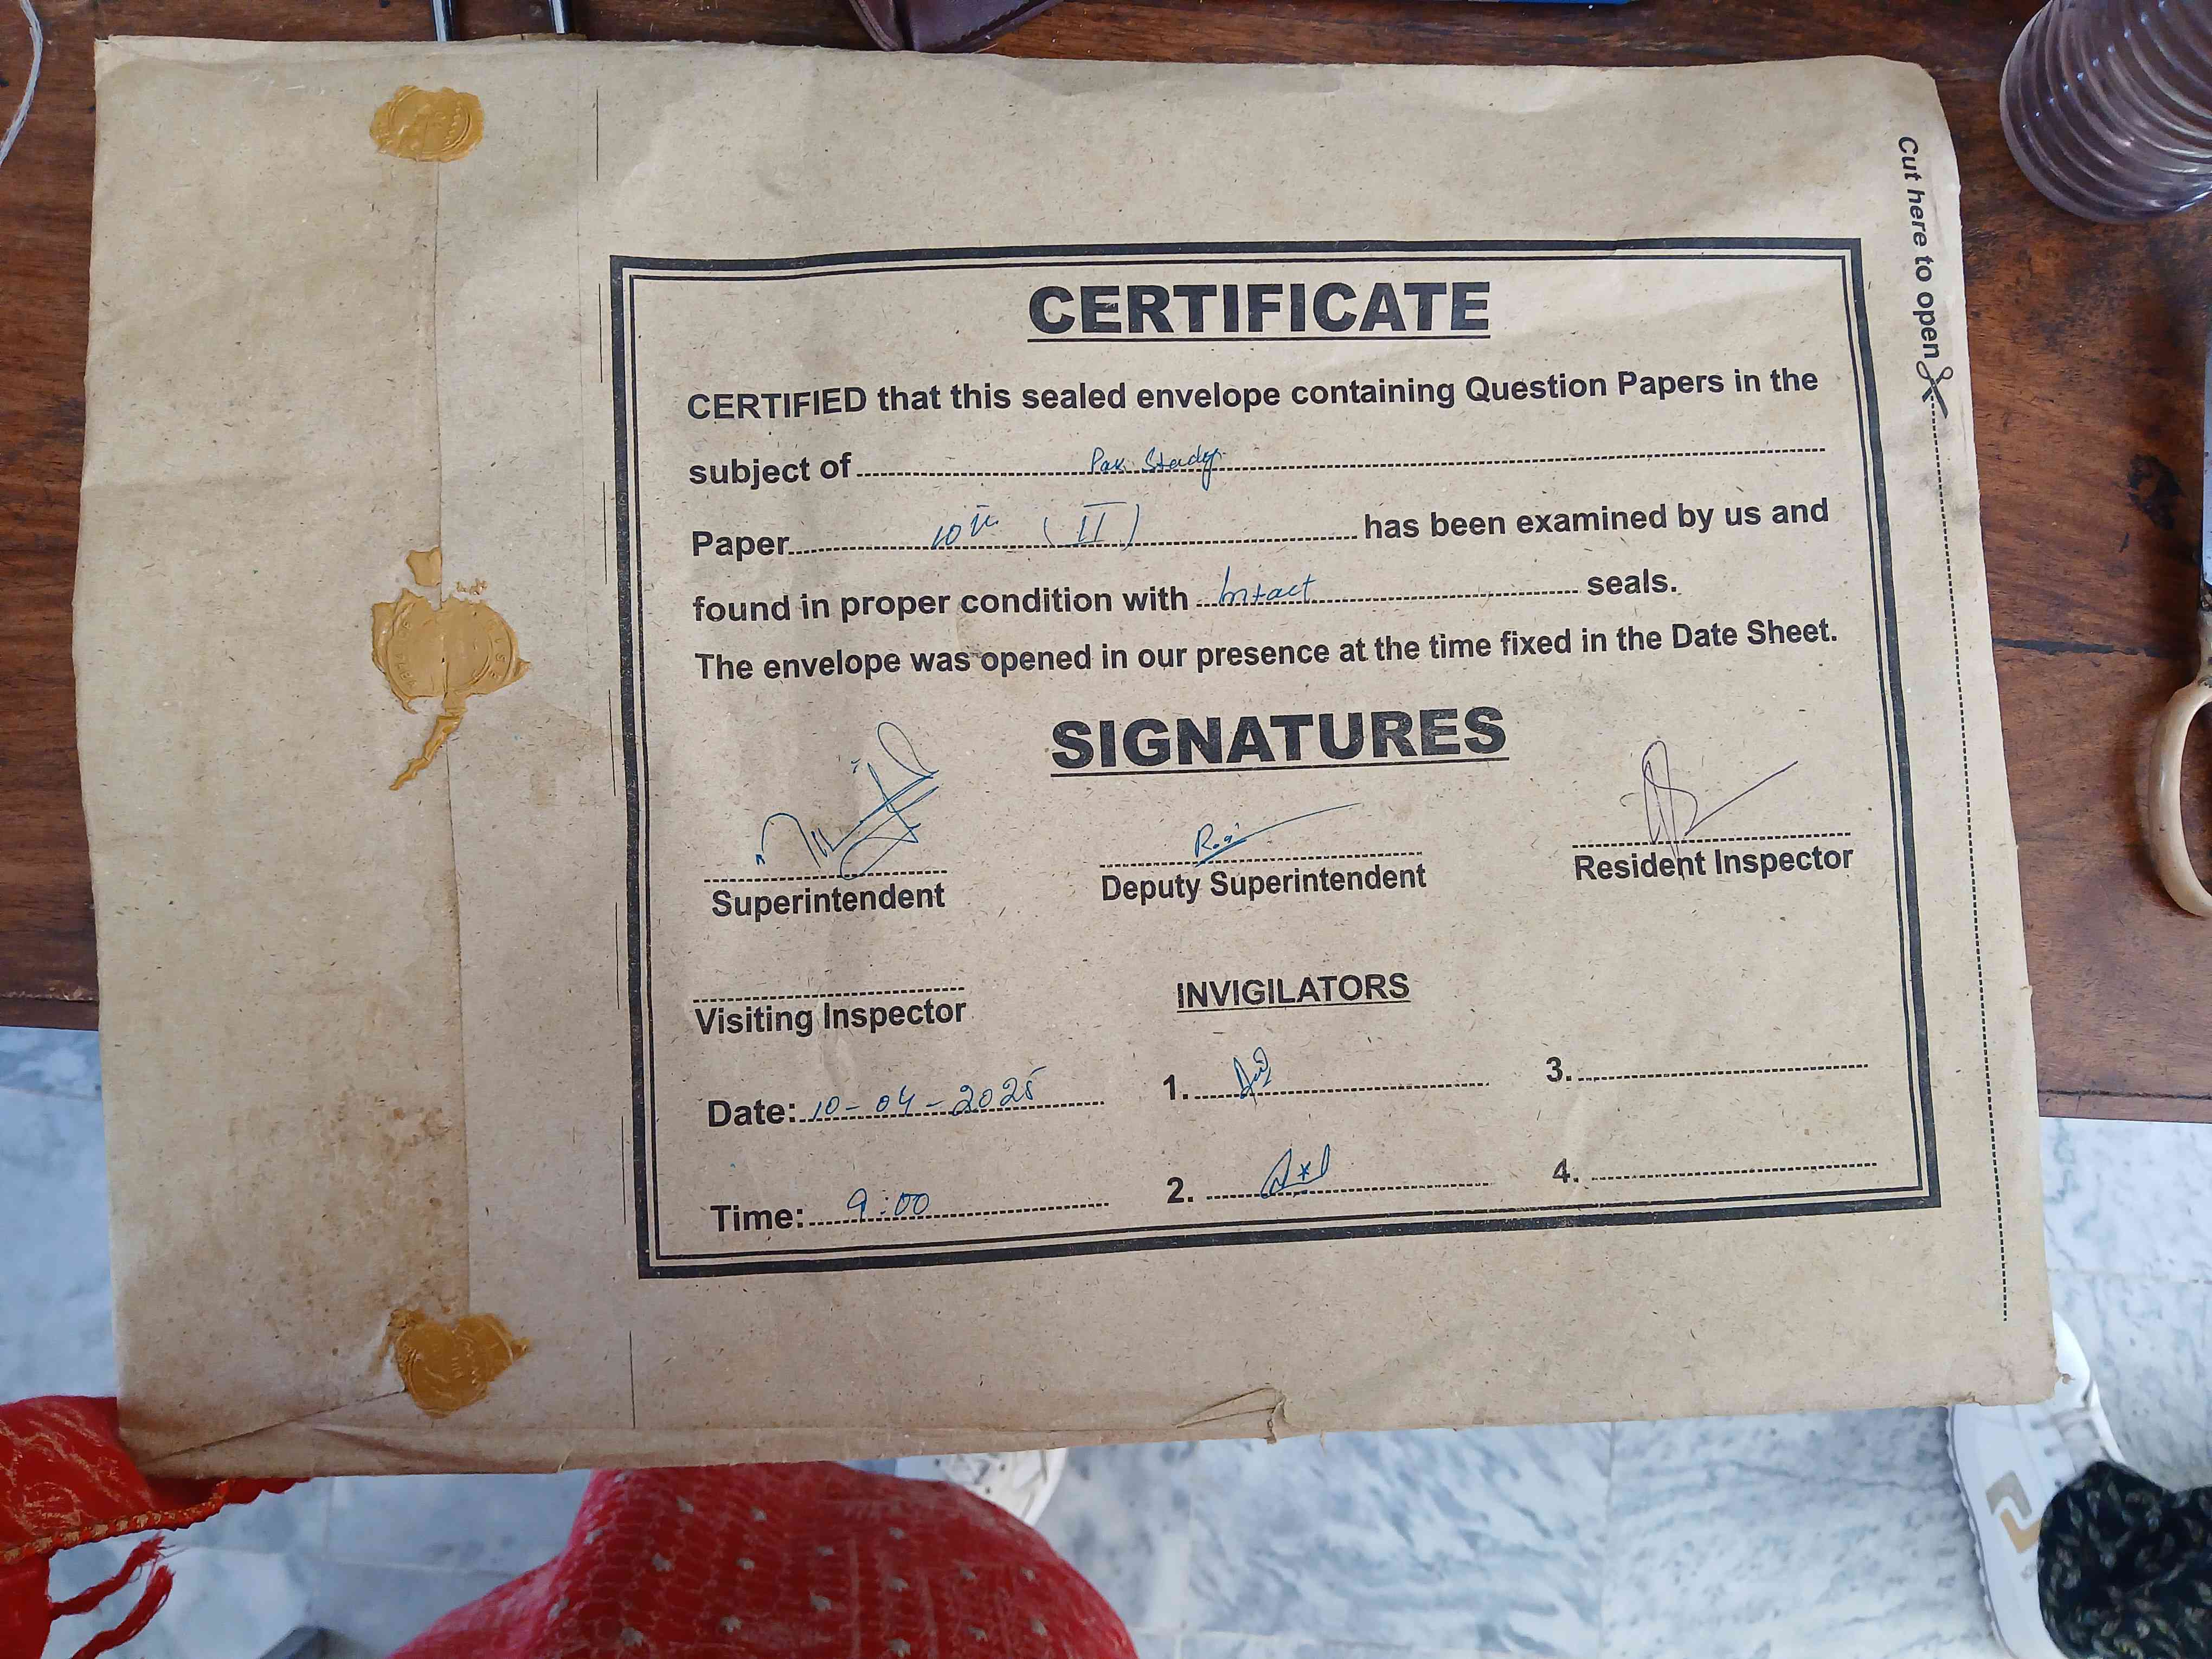 Cut here to open
CERTIFICATE
CERTIFIED that this sealed envelope containing Question Papers in the
subject of Pak Study
Paper 10th (II) has been examined by us and
found in proper condition with Intact seals.
The envelope was opened in our presence at the time fixed in the Date Sheet.
SIGNATURES
Superintendent
Deputy Superintendent
Resident Inspector
Visiting Inspector
INVIGILATORS
Date: 10-04-2025
1.
3.
Time: 9:00
2.
4.